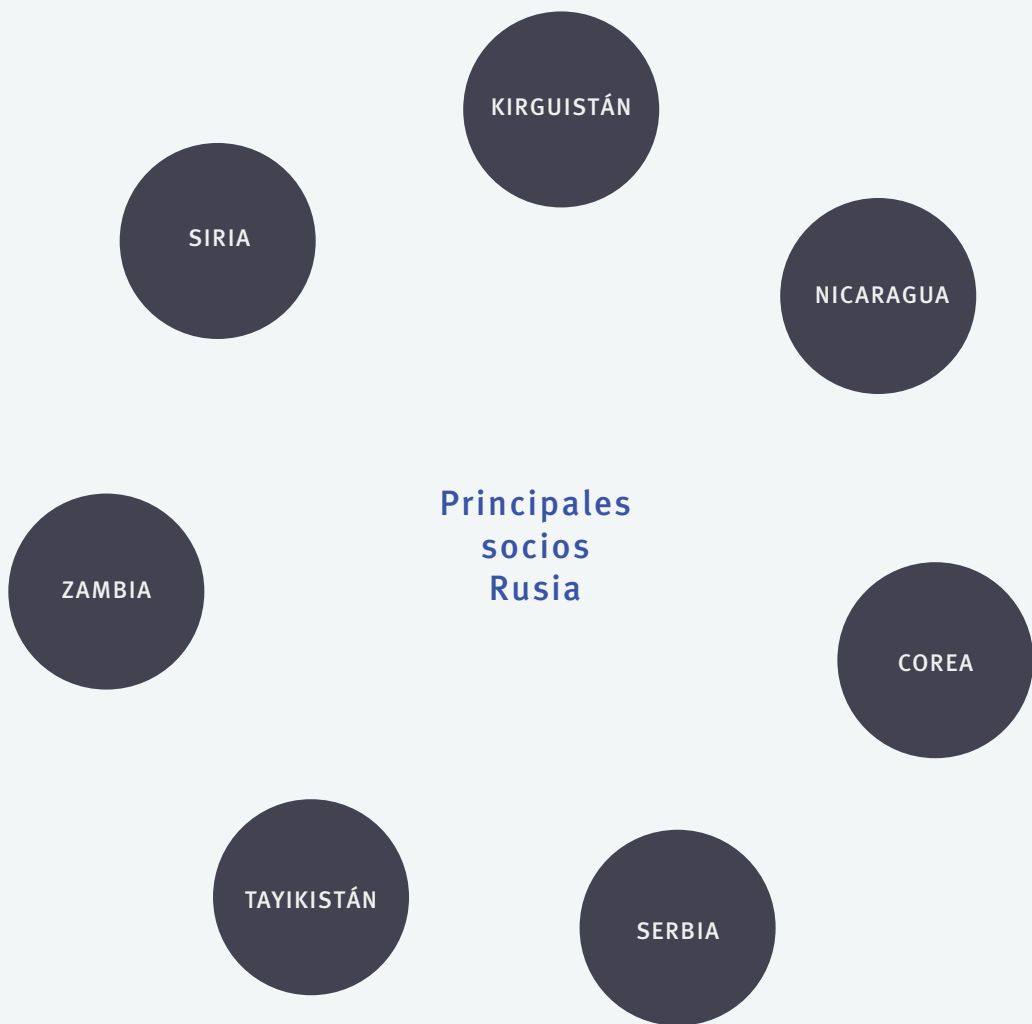 KIRGUISTÁN
SIRIA
NICARAGUA
Principales
socios
Rusia
ZAMBIA
COREA
TAYIKISTÁN
SERBIA